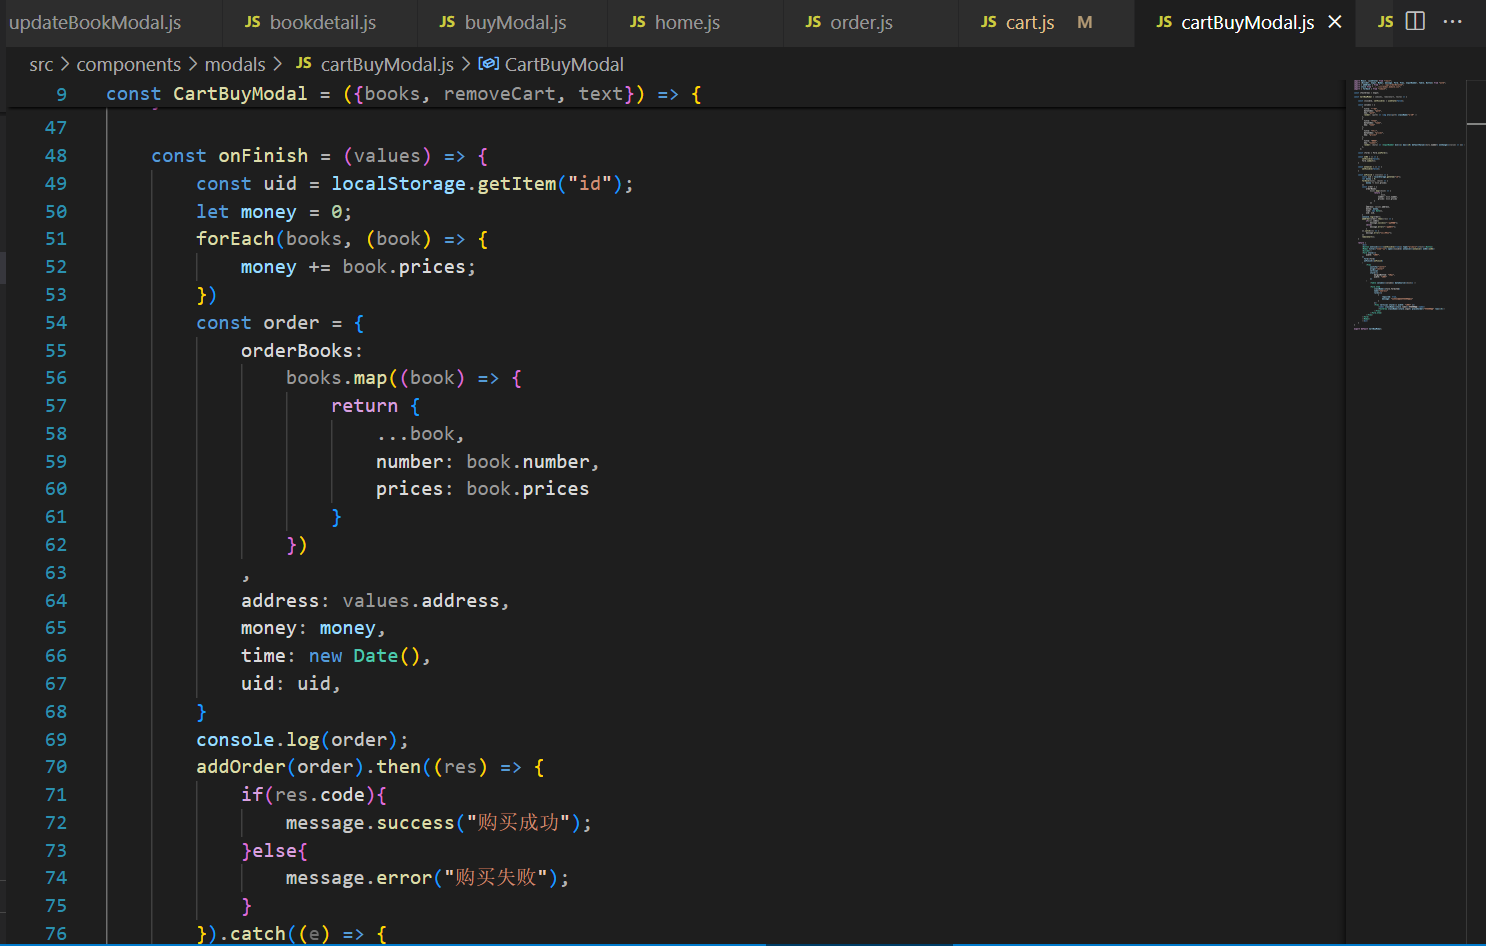 updateBookModal.js JS bookdetail.js JS buyModal.js JS home.js JS order.js JS cart.js M JS cartBuyModal.js × JS ···
src > components > modals > JS cartBuyModal.js > CartBuyModal
9 const CartBuyModal = ({books, removeCart, text}) => {
47
48 const onFinish = (values) => {
49 const uid = localStorage.getItem("id");
50 let money = 0;
51 forEach(books, (book) => {
52 money += book.prices;
53 })
54 const order = {
55 orderBooks:
56 books.map((book) => {
57 return {
58 ...book,
59 number: book.number,
60 prices: book.prices
61 }
62 })
63 ,
64 address: values.address,
65 money: money,
66 time: new Date(),
67 uid: uid,
68 }
69 console.log(order);
70 addOrder(order).then((res) => {
71 if(res.code){
72 message.success("购买成功");
73 }else{
74 message.error("购买失败");
75 }
76 }).catch((e) => {